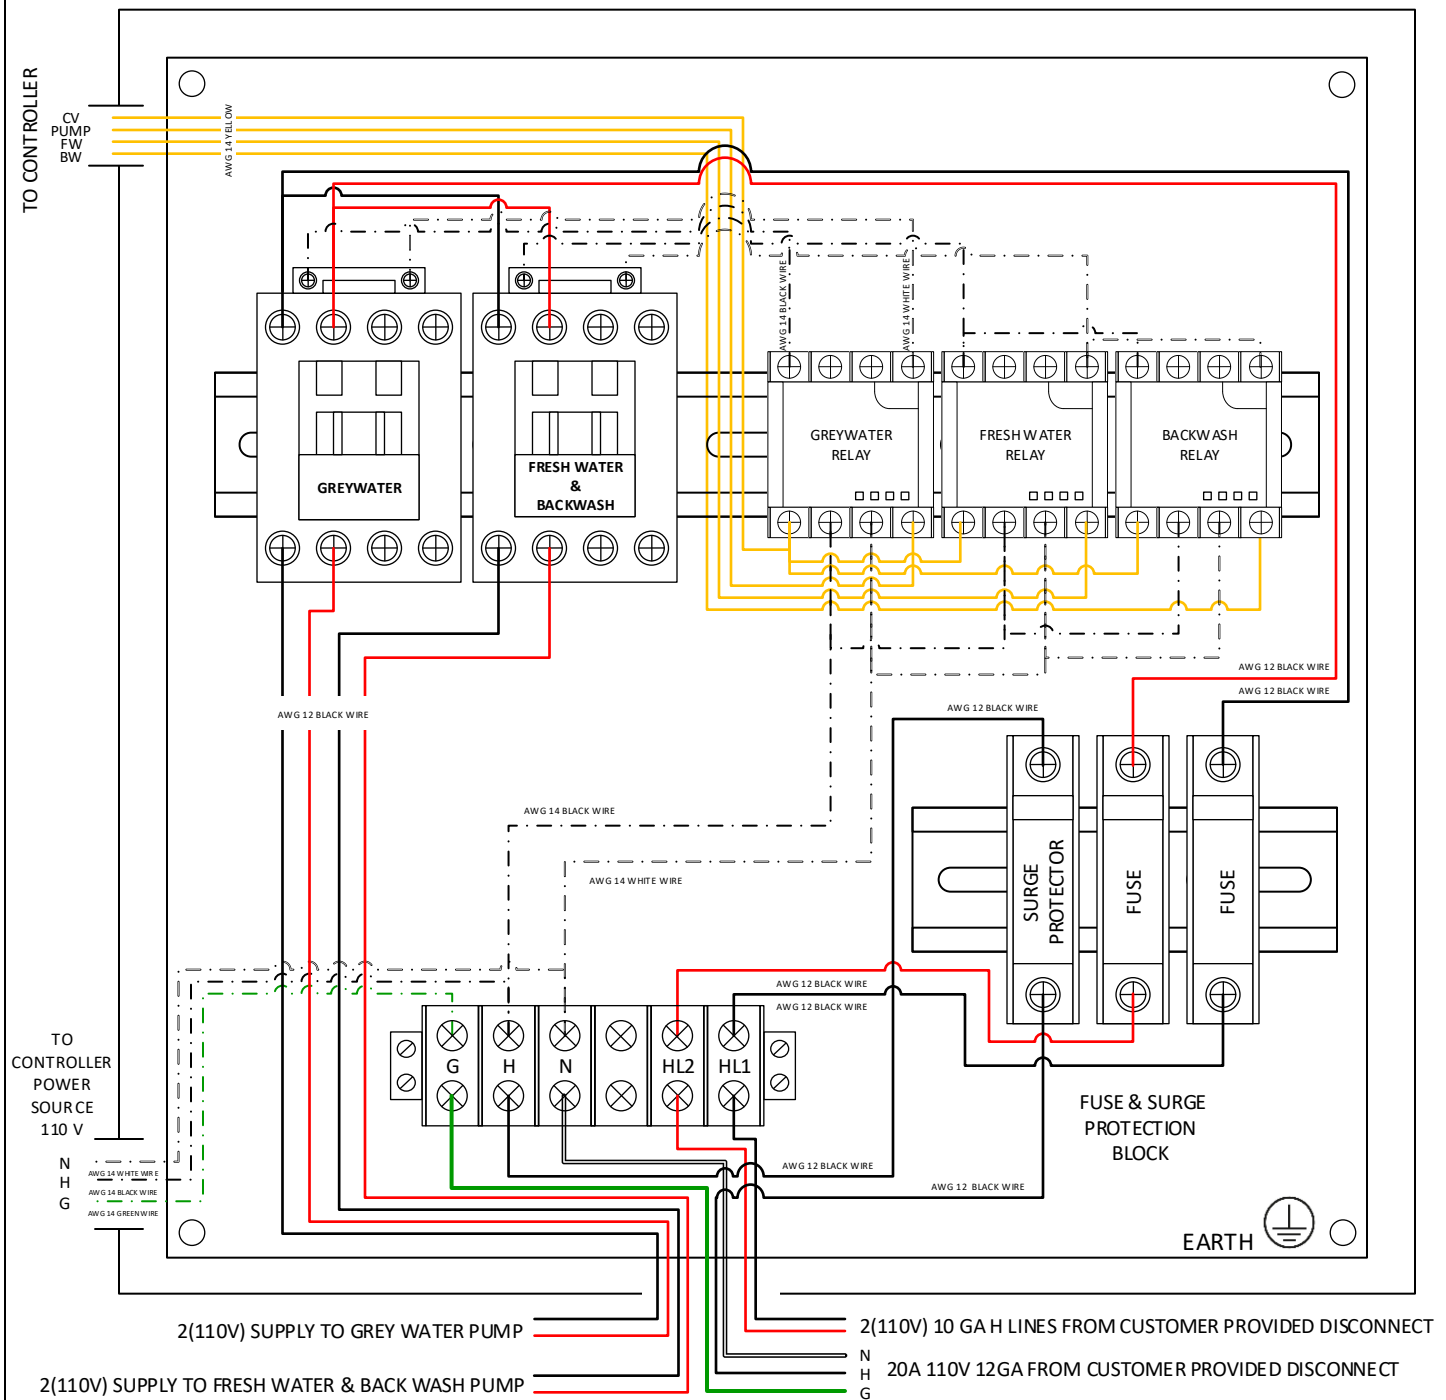 TO CONTROLLER
CV
PUMP
FW
BW
AWG 14 YELLOW
AWG 14 BLACK WIRE
AWG 14 WHITE WIRE
GREYWATER
FRESH WATER
&
BACKWASH
GREYWATER
RELAY
FRESH WATER
RELAY
BACKWASH
RELAY
AWG 12 BLACK WIRE
AWG 12 BLACK WIRE
AWG 12 BLACK WIRE
AWG 12 BLACK WIRE
AWG 14 BLACK WIRE
AWG 14 WHITE WIRE
SURGE
PROTECTOR
FUSE
FUSE
AWG 12 BLACK WIRE
AWG 12 BLACK WIRE
G
H
N
HL2
HL1
TO
CONTROLLER
POWER
SOURCE
110 V
N
H
G
AWG 14 WHITE WIRE
AWG 14 BLACK WIRE
AWG 14 GREEN WIRE
FUSE & SURGE
PROTECTION
BLOCK
AWG 12 BLACK WIRE
AWG 12 BLACK WIRE
EARTH
2(110V) SUPPLY TO GREY WATER PUMP
2(110V) SUPPLY TO FRESH WATER & BACK WASH PUMP
2(110V) 10 GA H LINES FROM CUSTOMER PROVIDED DISCONNECT
N
H
G
20A 110V 12GA FROM CUSTOMER PROVIDED DISCONNECT